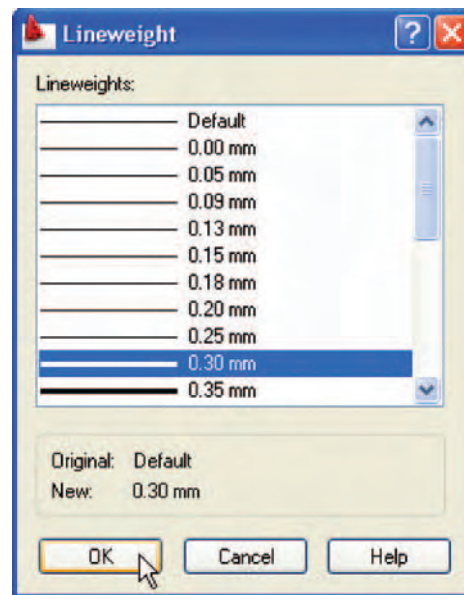 Lineweight
Lineweights:
Default
0.00 mm
0.05 mm
0.09 mm
0.13 mm
0.15 mm
0.18 mm
0.20 mm
0.25 mm
0.30 mm
0.35 mm
Original: Default
New: 0.30 mm
OK Cancel Help